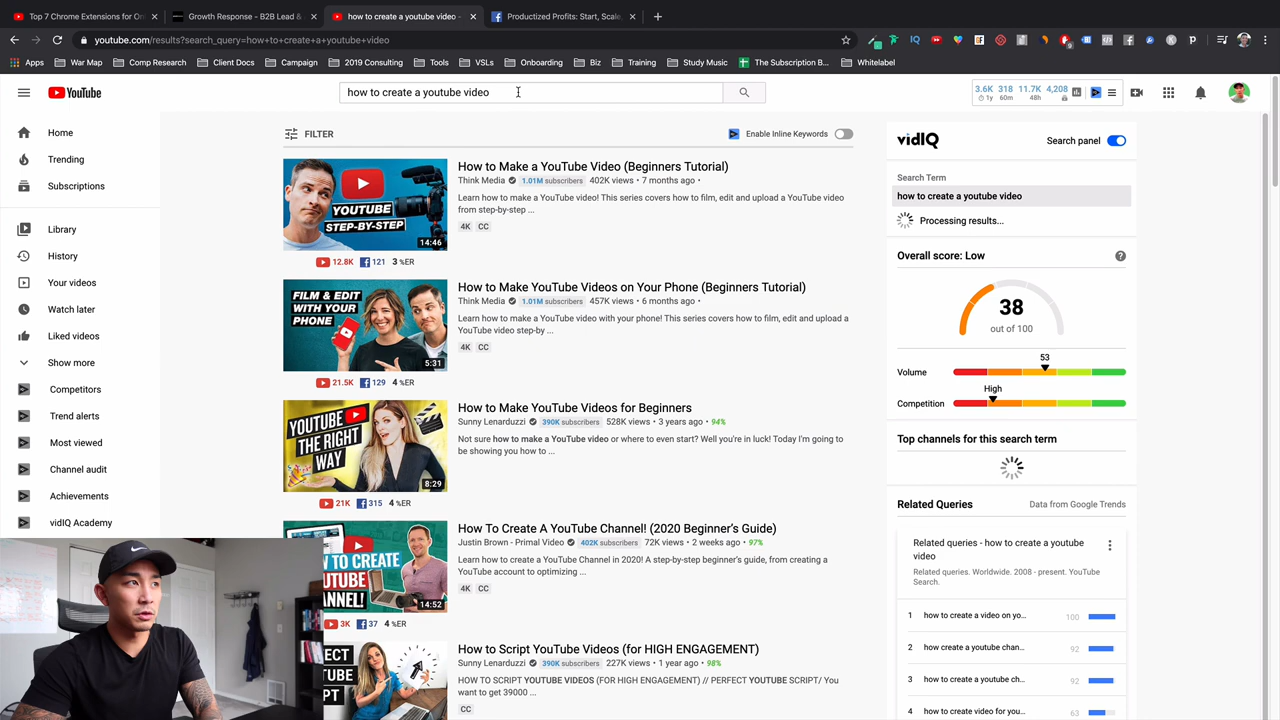 Top 7 Chrome Extensions for On
Growth Response - B2B Lead &
how to create a youtube video -
Productized Profits: Start, Scale,
youtube.com/results?search_query=how+to+create+a+youtube+video
Apps
War Map
Comp Research
Client Docs
Campaign
2019 Consulting
Tools
VSLs
Onboarding
Biz
Training
Study Music
The Subscription B...
Whitelabel
YouTube
how to create a youtube video
3.6K 318 11.7K 4,208
1y 60m 48h
Home
Trending
Subscriptions
Library
History
Your videos
Watch later
Liked videos
Show more
Competitors
Trend alerts
Most viewed
Channel audit
Achievements
vidIQ Academy
FILTER
Enable Inline Keywords
YOUTUBE
STEP-BY-STEP
14:46
How to Make a YouTube Video (Beginners Tutorial)
Think Media 1.01M subscribers 402K views • 7 months ago •
Learn how to make a YouTube video! This series covers how to film, edit and upload a YouTube video
from step-by-step ...
4K CC
12.8K 121 3 %ER
FILM & EDIT
WITH YOUR
PHONE
5:31
How to Make YouTube Videos on Your Phone (Beginners Tutorial)
Think Media 1.01M subscribers 457K views • 6 months ago •
Learn how to make a YouTube video with your phone! This series covers how to film, edit and upload a
YouTube video step-by ...
4K CC
21.5K 129 4 %ER
YOUTUBE
THE RIGHT
WAY
8:29
How to Make YouTube Videos for Beginners
Sunny Lenarduzzi 390K subscribers 528K views • 3 years ago • 94%
Not sure how to make a YouTube video or where to even start? Well you're in luck! Today I'm going to
be showing you how to ...
21K 315 4 %ER
TO CREATE
UTUBE
NNEL!
14:52
How To Create A YouTube Channel! (2020 Beginner's Guide)
Justin Brown - Primal Video 402K subscribers 72K views • 2 weeks ago • 97%
Learn how to create a YouTube Channel in 2020! A step-by-step beginner's guide, from creating a
YouTube account to optimizing ...
4K CC
3K 37 4 %ER
FECT
TUBE
PT
How to Script YouTube Videos (for HIGH ENGAGEMENT)
Sunny Lenarduzzi 390K subscribers 227K views • 1 year ago • 98%
HOW TO SCRIPT YOUTUBE VIDEOS (FOR HIGH ENGAGEMENT) // PERFECT YOUTUBE SCRIPT/ You
want to get 39000 ...
CC
vidIQ
Search panel
Search Term
how to create a youtube video
Processing results...
Overall score: Low
?
38
out of 100
53
Volume
High
Competition
Top channels for this search term
Related Queries
Data from Google Trends
Related queries - how to create a youtube
video
Related queries. Worldwide. 2008 - present. YouTube
Search.
1 how to create a video on yo... 100
2 how create a youtube chan... 92
3 how to create a youtube ch... 92
4 how to create video for you... 63